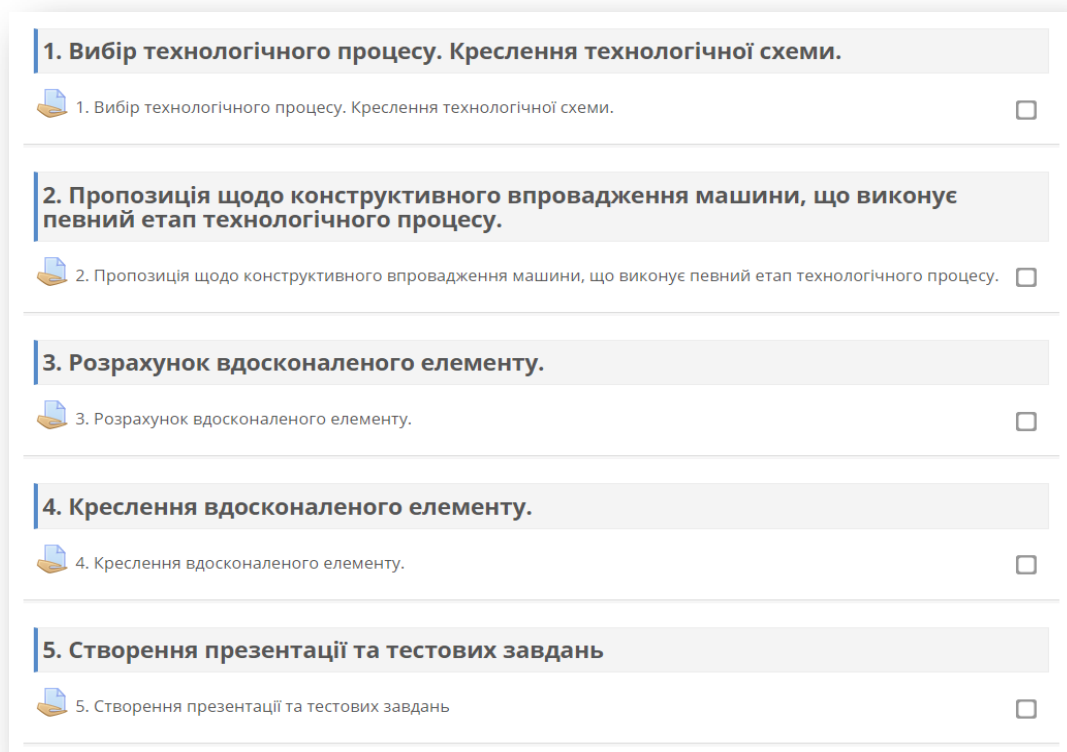 1. Вибір технологічного процесу. Креслення технологічної схеми.
1. Вибір технологічного процесу. Креслення технологічної схеми.
2. Пропозиція щодо конструктивного впровадження машини, що виконує
певний етап технологічного процесу.
2. Пропозиція щодо конструктивного впровадження машини, що виконує певний етап технологічного процесу.
3. Розрахунок вдосконаленого елементу.
3. Розрахунок вдосконаленого елементу.
4. Креслення вдосконаленого елементу.
4. Креслення вдосконаленого елементу.
5. Створення презентації та тестових завдань
5. Створення презентації та тестових завдань